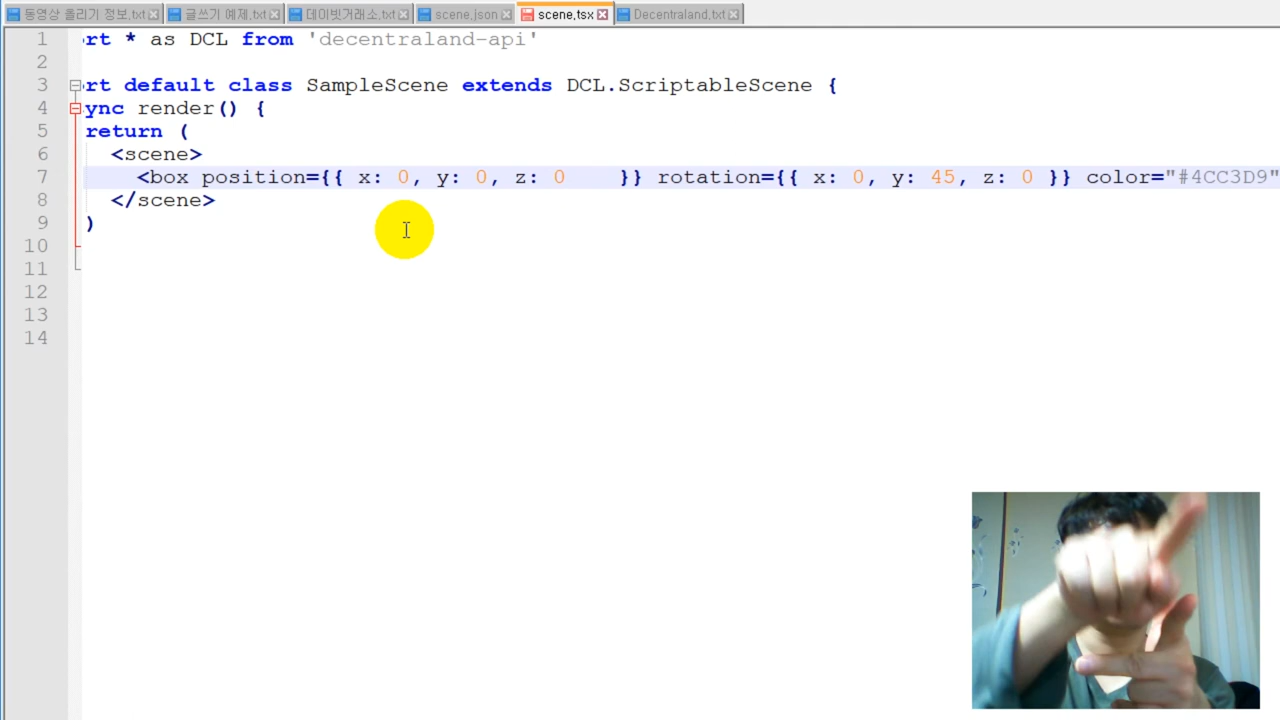 동영상 올리기 정보.txt 글쓰기 예제.txt 데이빗거래소.txt scene.json scene.tsx Decentraland.txt
1 rt * as DCL from 'decentraland-api'
2
3 rt default class SampleScene extends DCL.ScriptableScene {
4 ync render() {
5 return (
6 <scene>
7 <box position={{ x: 0, y: 0, z: 0 }} rotation={{ x: 0, y: 45, z: 0 }} color="#4CC3D9"
8 </scene>
9 )
10
11
12
13
14